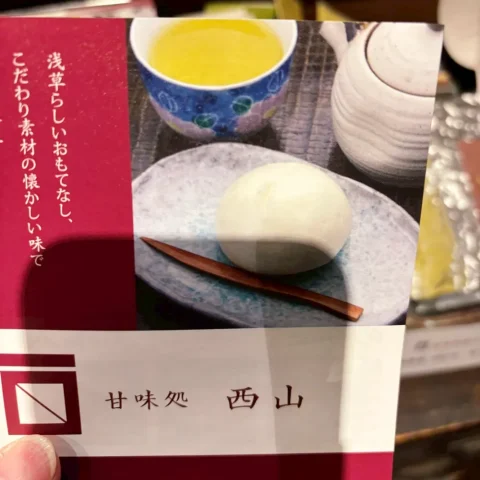 浅草らしいおもてなし、
こだわり素材の懐かしい味で
甘味処 西山